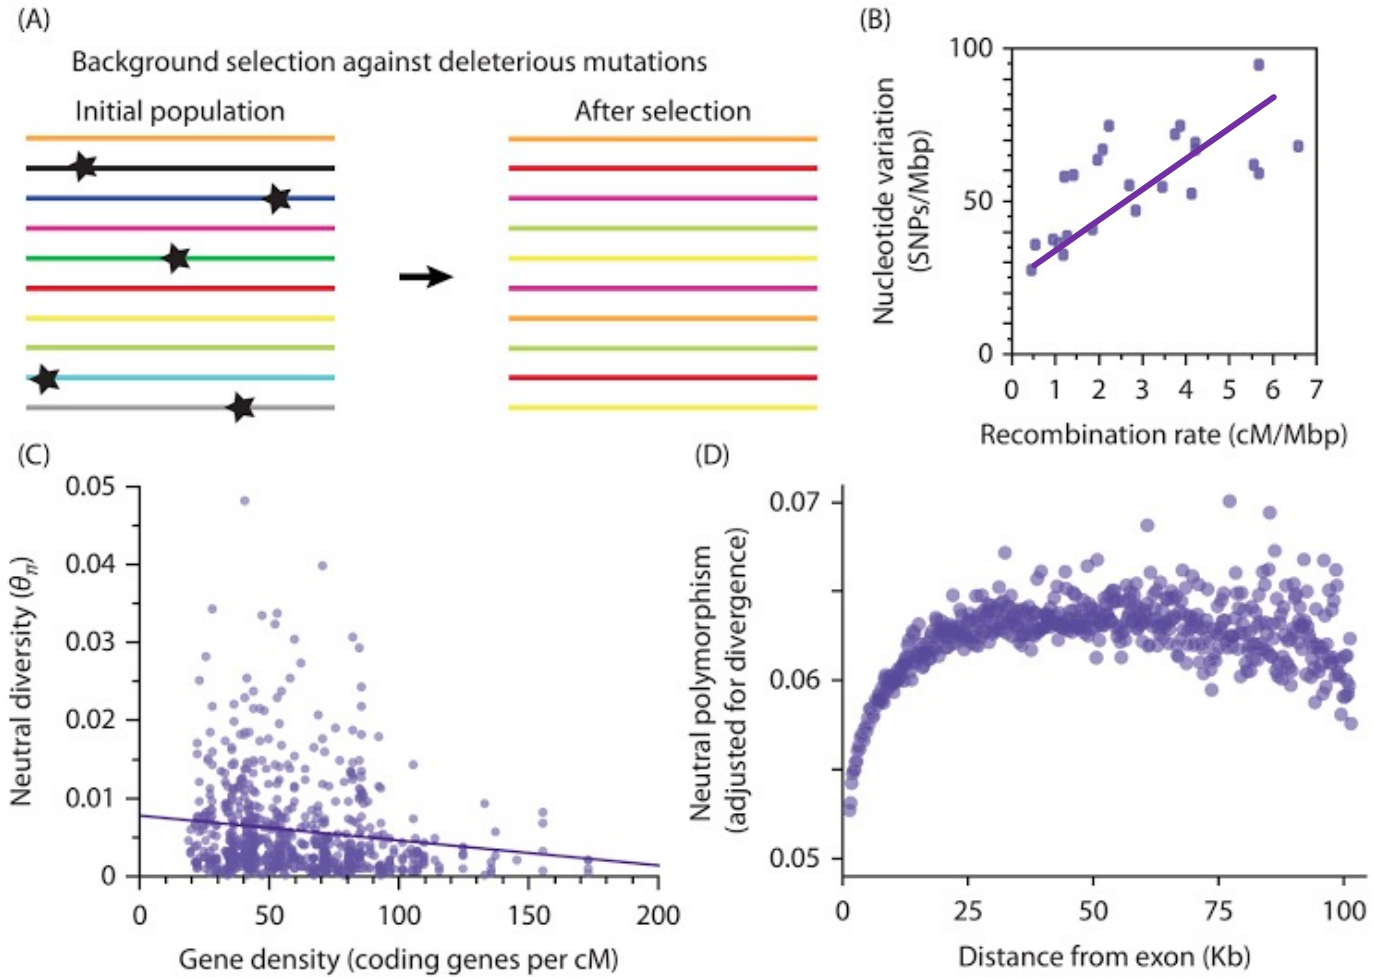 (A)
Background selection against deleterious mutations
Initial population
After selection
(B)
100
50
0
0 1 2 3 4 5 6 7
Nucleotide variation
(SNPs/Mbp)
Recombination rate (cM/Mbp)
(C)
0.05
0.04
0.03
0.02
0.01
0
0 50 100 150 200
Neutral diversity (θπ)
Gene density (coding genes per cM)
(D)
0.07
0.06
0.05
0 25 50 75 100
Neutral polymorphism
(adjusted for divergence)
Distance from exon (Kb)